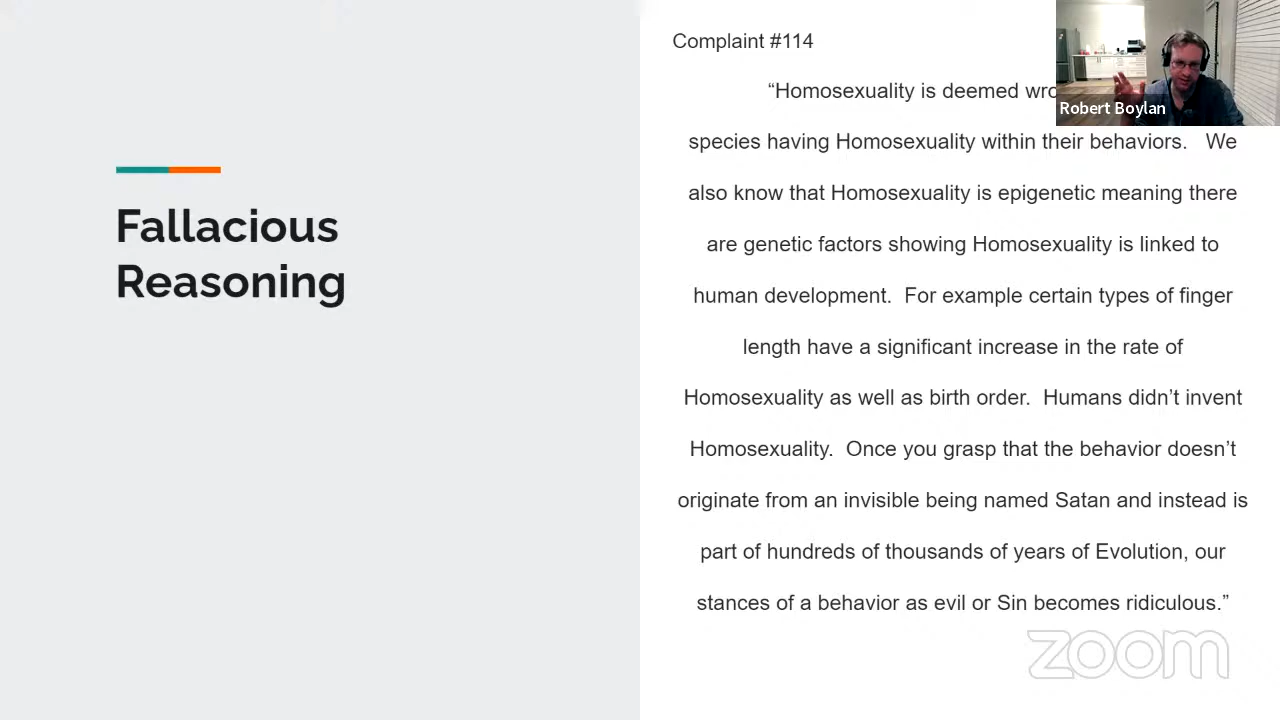 Complaint #114
Robert Boylan
“Homosexuality is deemed
species having Homosexuality within their behaviors. We
also know that Homosexuality is epigenetic meaning there
are genetic factors showing Homosexuality is linked to
human development. For example certain types of finger
length have a significant increase in the rate of
Homosexuality as well as birth order. Humans didn’t invent
Homosexuality. Once you grasp that the behavior doesn’t
originate from an invisible being named Satan and instead is
part of hundreds of thousands of years of Evolution, our
stances of a behavior as evil or Sin becomes ridiculous.”
Fallacious
Reasoning
zoom